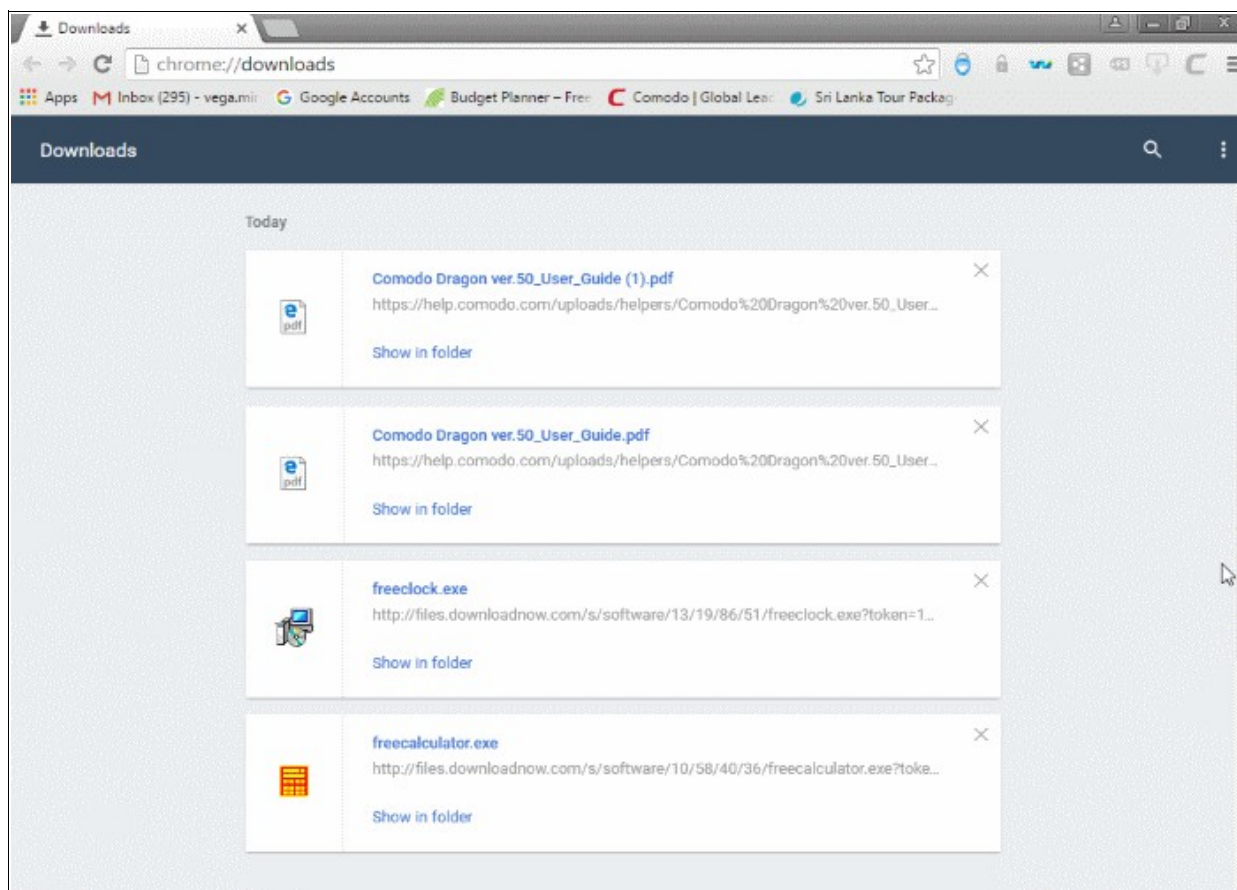 Downloads
chrome://downloads
Apps Inbox (295) - vega.mi Google Accounts Budget Planner – Free Comodo | Global Lea Sri Lanka Tour Packag
Downloads
Today
Comodo Dragon ver.50_User_Guide (1).pdf
https://help.comodo.com/uploads/helpers/Comodo%20Dragon%20ver.50_User...
pdf
Show in folder
Comodo Dragon ver.50_User_Guide.pdf
https://help.comodo.com/uploads/helpers/Comodo%20Dragon%20ver.50_User...
pdf
Show in folder
freeclock.exe
http://files.downloadnow.com/s/software/13/19/86/51/freeclock.exe?token=1...
Show in folder
freecalculator.exe
http://files.downloadnow.com/s/software/10/58/40/36/freecalculator.exe?toke...
Show in folder